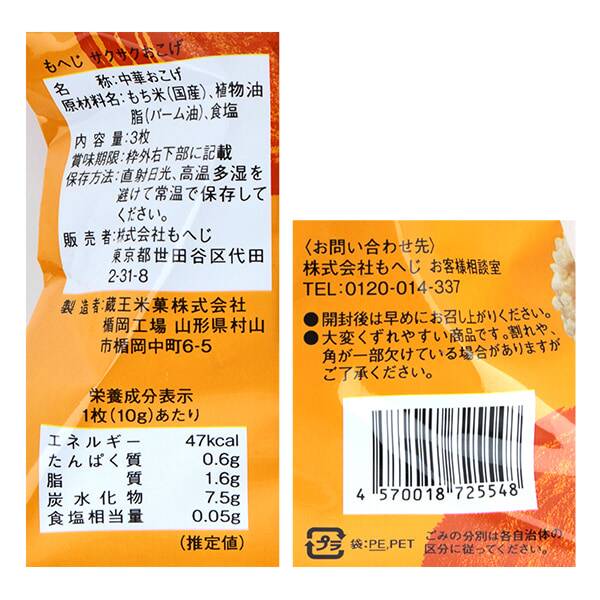 もへじ サクサクおこげ
名　　称:中華おこげ
原材料名:もち米(国産)、植物油
脂(パーム油)、食塩
内 容 量:3枚
賞味期限:枠外右下部に記載
保存方法:直射日光、高温多湿を
避けて常温で保存して
ください。
販 売 者:株式会社もへじ
東京都世田谷区代田
2-31-8
製 造 者:蔵王米菓株式会社
楯岡工場 山形県村山
市楯岡中町6-5
栄養成分表示
1枚(10g)あたり
エネルギー 47kcal
たんぱく質 0.6g
脂　　質 1.6g
炭水化物 7.5g
食塩相当量 0.05g
(推定値)
〈お問い合わせ先〉
株式会社もへじ お客様相談室
TEL:0120-014-337
●開封後は早めにお召し上がりください。
●大変くずれやすい商品です。割れや、
角が一部欠けている場合がありますが
ご了承ください。
4 570018 725548
プラ 袋:PE,PET
ごみの分別は各自治体の
区分に従ってください。